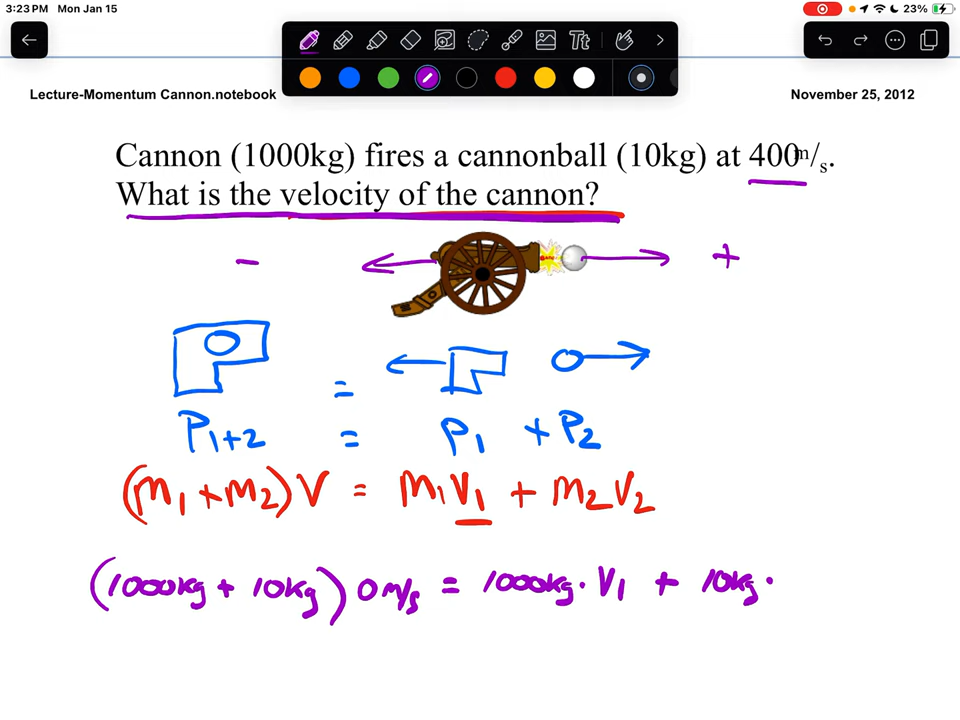 3:23 PM Mon Jan 15
23%
Tt
Lecture-Momentum Cannon.notebook
November 25, 2012
Cannon (1000kg) fires a cannonball (10kg) at 400m/s.
What is the velocity of the cannon?
- +
=
P1+2 = P1 + P2
(m1 + m2) V = m1V1 + m2V2
(1000kg + 10kg) 0 m/s = 1000kg · V1 + 10kg ·